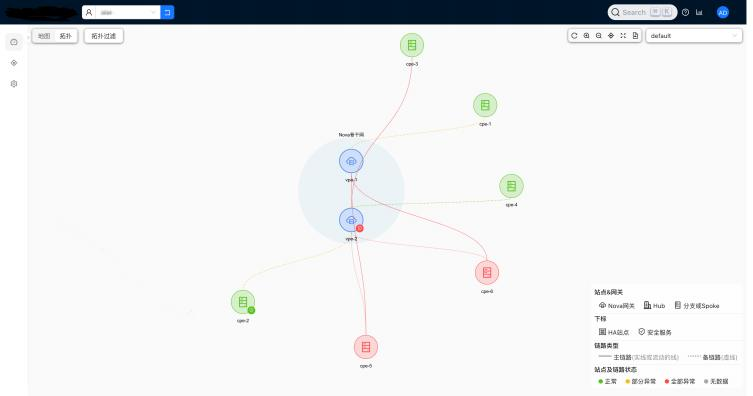 Search ⌘ K
AD
地图 拓扑 拓扑过滤
default
cpe-3
cpe-1
Nova骨干网
vpe-1
cpe-4
vpe-2
cpe-6
cpe-2
cpe-5
站点&网关
Nova网关 Hub 分支或Spoke
下标
HA站点 安全服务
链路类型
主链路(实线或流动的线) 备链路(虚线)
站点及链路状态
正常 部分异常 全部异常 无数据